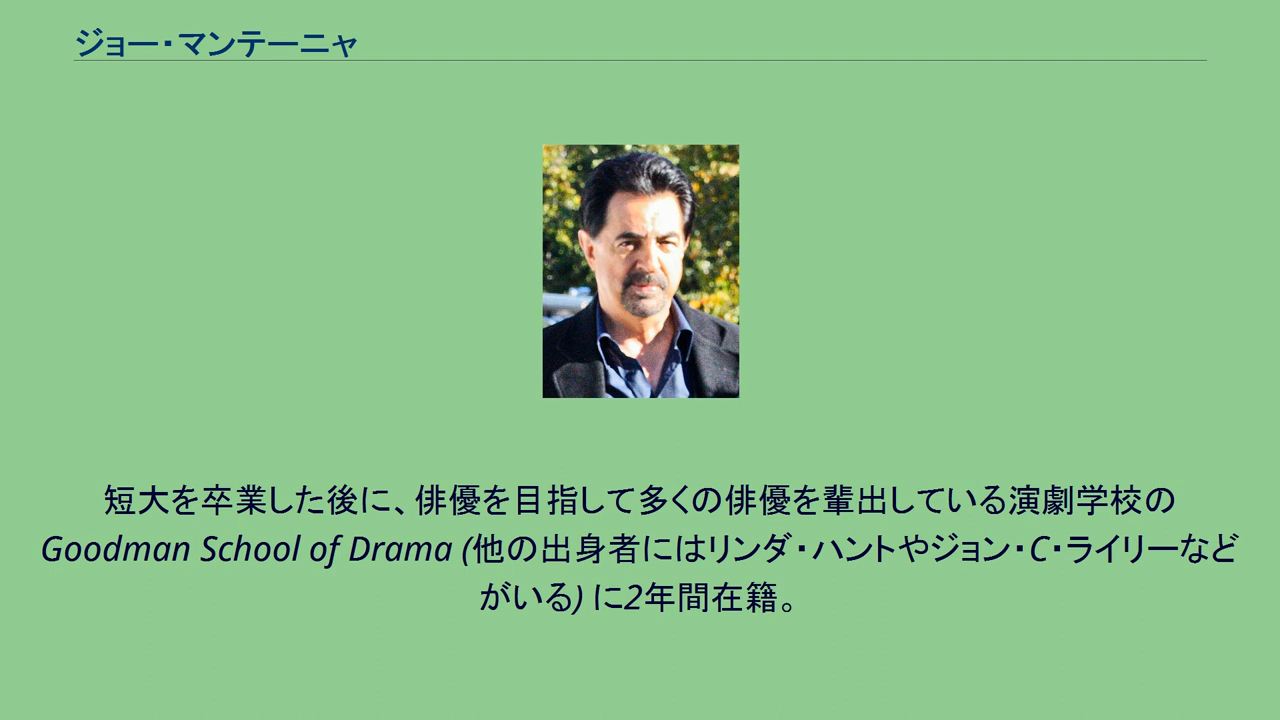 ジョー・マンテーニャ
短大を卒業した後に、俳優を目指して多くの俳優を輩出している演劇学校の
Goodman School of Drama (他の出身者にはリンダ・ハントやジョン・C・ライリーなど
がいる) に2年間在籍。